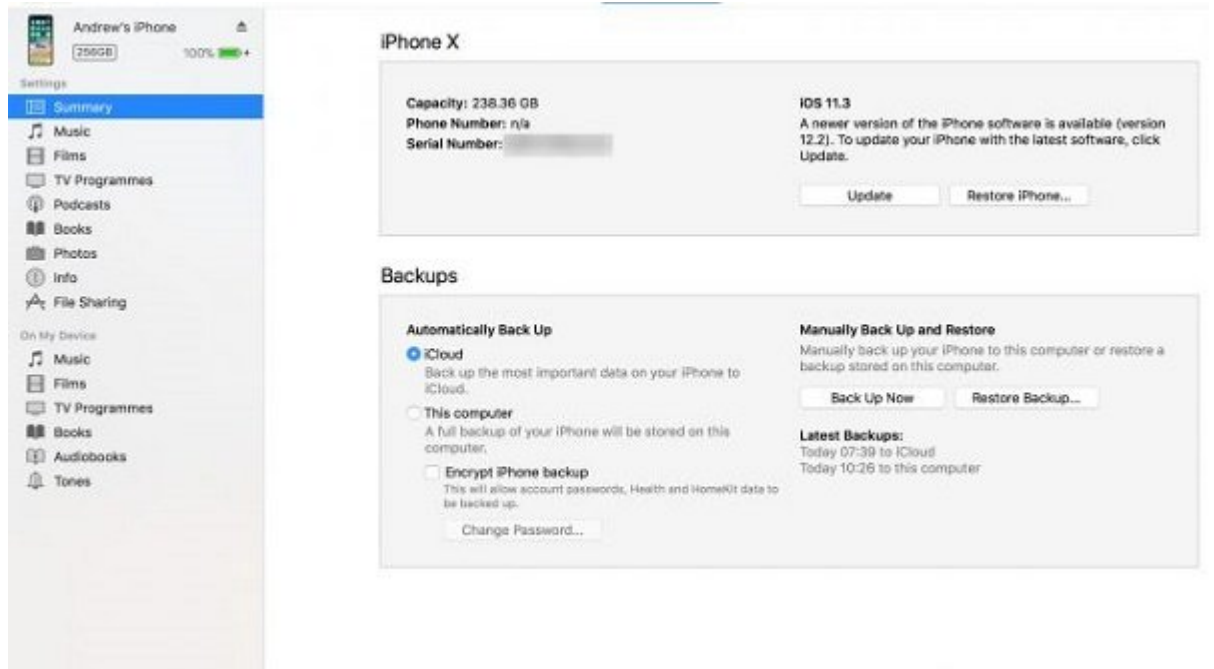 Andrew's iPhone
256GB 100%
Settings
Summary
Music
Films
TV Programmes
Podcasts
Books
Photos
Info
File Sharing
On My Device
Music
Films
TV Programmes
Books
Audiobooks
Tones
iPhone X
Capacity: 238.36 GB
Phone Number: n/a
Serial Number:
iOS 11.3
A newer version of the iPhone software is available (version
12.2). To update your iPhone with the latest software, click
Update.
Update Restore iPhone...
Backups
Automatically Back Up
iCloud
Back up the most important data on your iPhone to
iCloud.
This computer
A full backup of your iPhone will be stored on this
computer.
Encrypt iPhone backup
This will allow account passwords, Health and HomeKit data to
be backed up.
Change Password...
Manually Back Up and Restore
Manually back up your iPhone to this computer or restore a
backup stored on this computer.
Back Up Now Restore Backup...
Latest Backups:
Today 07:39 to iCloud
Today 10:26 to this computer